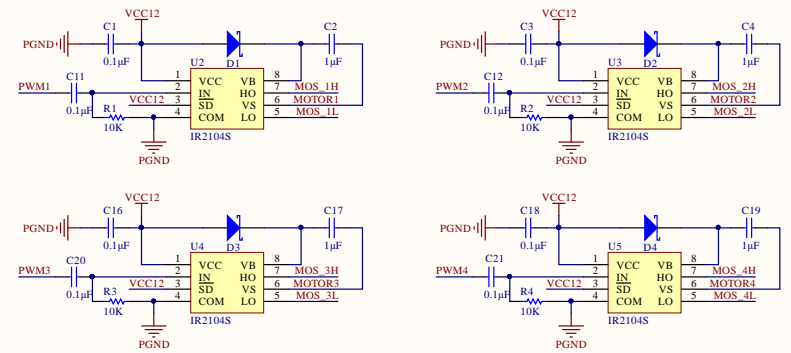 C1
VCC12
C2
PGND
0.1μF
D1
1μF
U2
C11
PWM1
0.1μF
VCC12
R1
10K
1
2
3
4
VCC
IN
SD
COM
VB
HO
VS
LO
8
7
6
5
MOS_1H
MOTOR1
MOS_1L
IR2104S
PGND
C3
VCC12
C4
PGND
0.1μF
D2
1μF
U3
C12
PWM2
0.1μF
VCC12
R2
10K
1
2
3
4
VCC
IN
SD
COM
VB
HO
VS
LO
8
7
6
5
MOS_2H
MOTOR2
MOS_2L
IR2104S
PGND
C16
VCC12
C17
PGND
0.1μF
D3
1μF
U4
C20
PWM3
0.1μF
VCC12
R3
10K
1
2
3
4
VCC
IN
SD
COM
VB
HO
VS
LO
8
7
6
5
MOS_3H
MOTOR3
MOS_3L
IR2104S
PGND
C18
VCC12
C19
PGND
0.1μF
D4
1μF
U5
C21
PWM4
0.1μF
VCC12
R4
10K
1
2
3
4
VCC
IN
SD
COM
VB
HO
VS
LO
8
7
6
5
MOS_4H
MOTOR4
MOS_4L
IR2104S
PGND